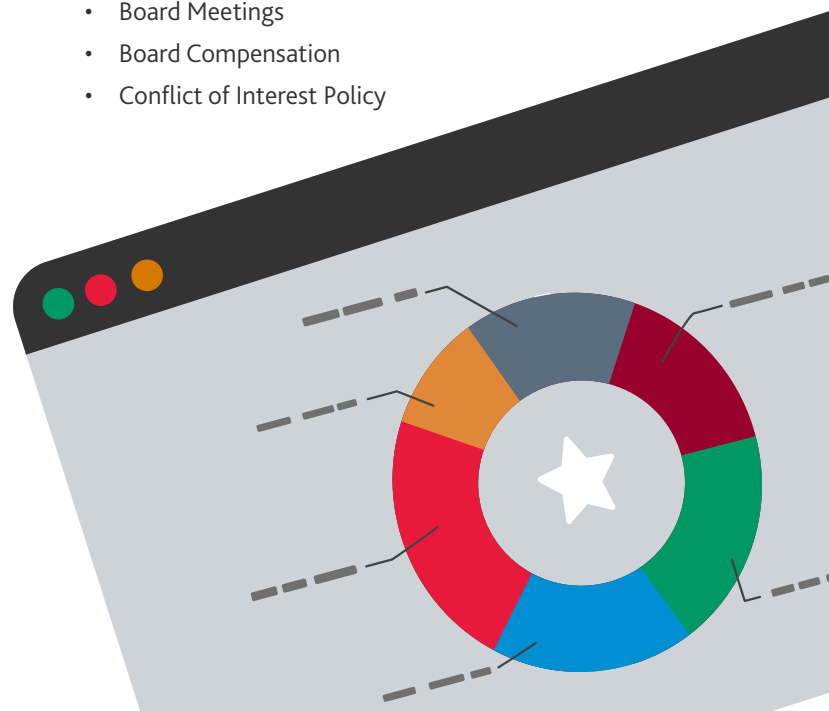 • Board Meetings
• Board Compensation
• Conflict of Interest Policy